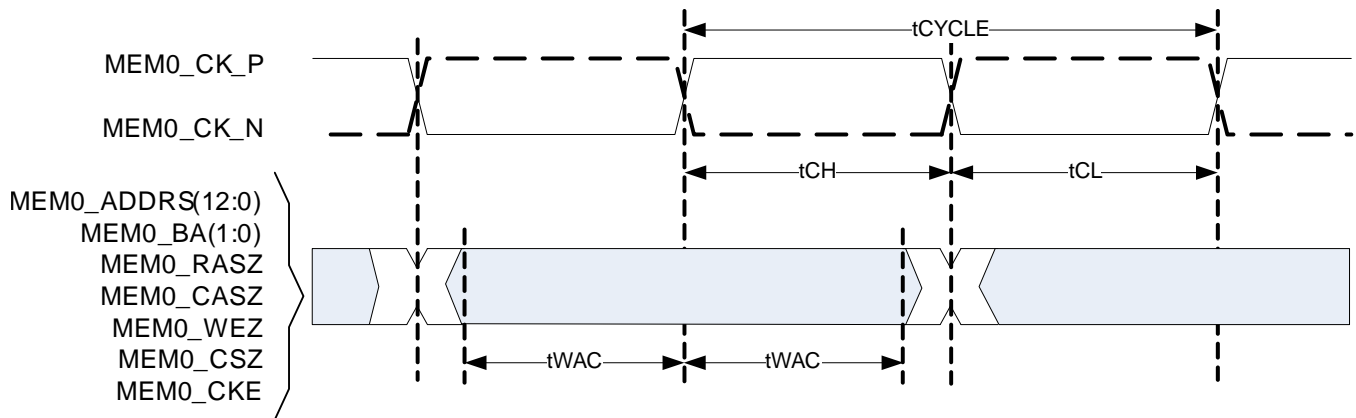 tCYCLE
MEM0_CK_P
MEM0_CK_N
tCH
tCL
MEM0_ADDRS(12:0)
MEM0_BA(1:0)
MEM0_RASZ
MEM0_CASZ
MEM0_WEZ
MEM0_CSZ
MEM0_CKE
tWAC
tWAC